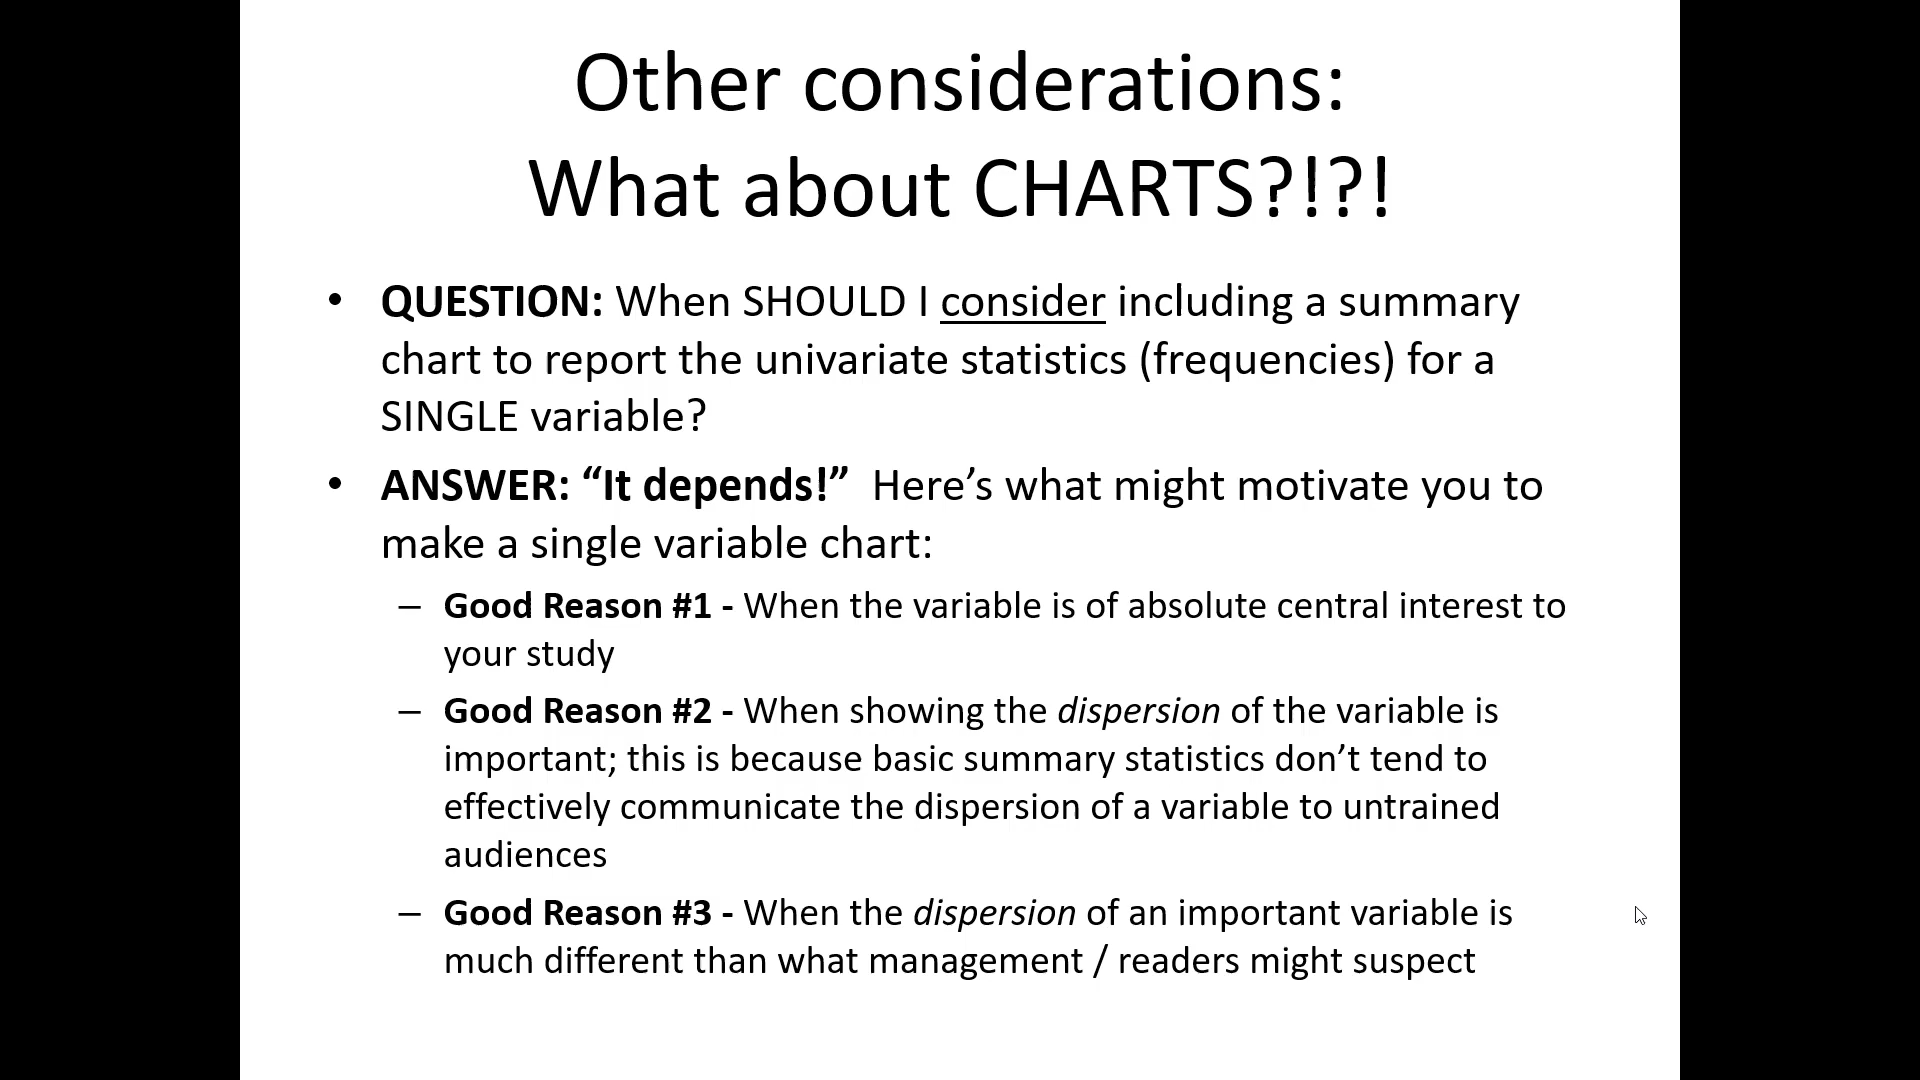 Other considerations:
What about CHARTS?!?!
• QUESTION: When SHOULD I consider including a summary
chart to report the univariate statistics (frequencies) for a
SINGLE variable?
• ANSWER: “It depends!”  Here’s what might motivate you to
make a single variable chart:
– Good Reason #1 - When the variable is of absolute central interest to
your study
– Good Reason #2 - When showing the dispersion of the variable is
important; this is because basic summary statistics don’t tend to
effectively communicate the dispersion of a variable to untrained
audiences
– Good Reason #3 - When the dispersion of an important variable is
much different than what management / readers might suspect